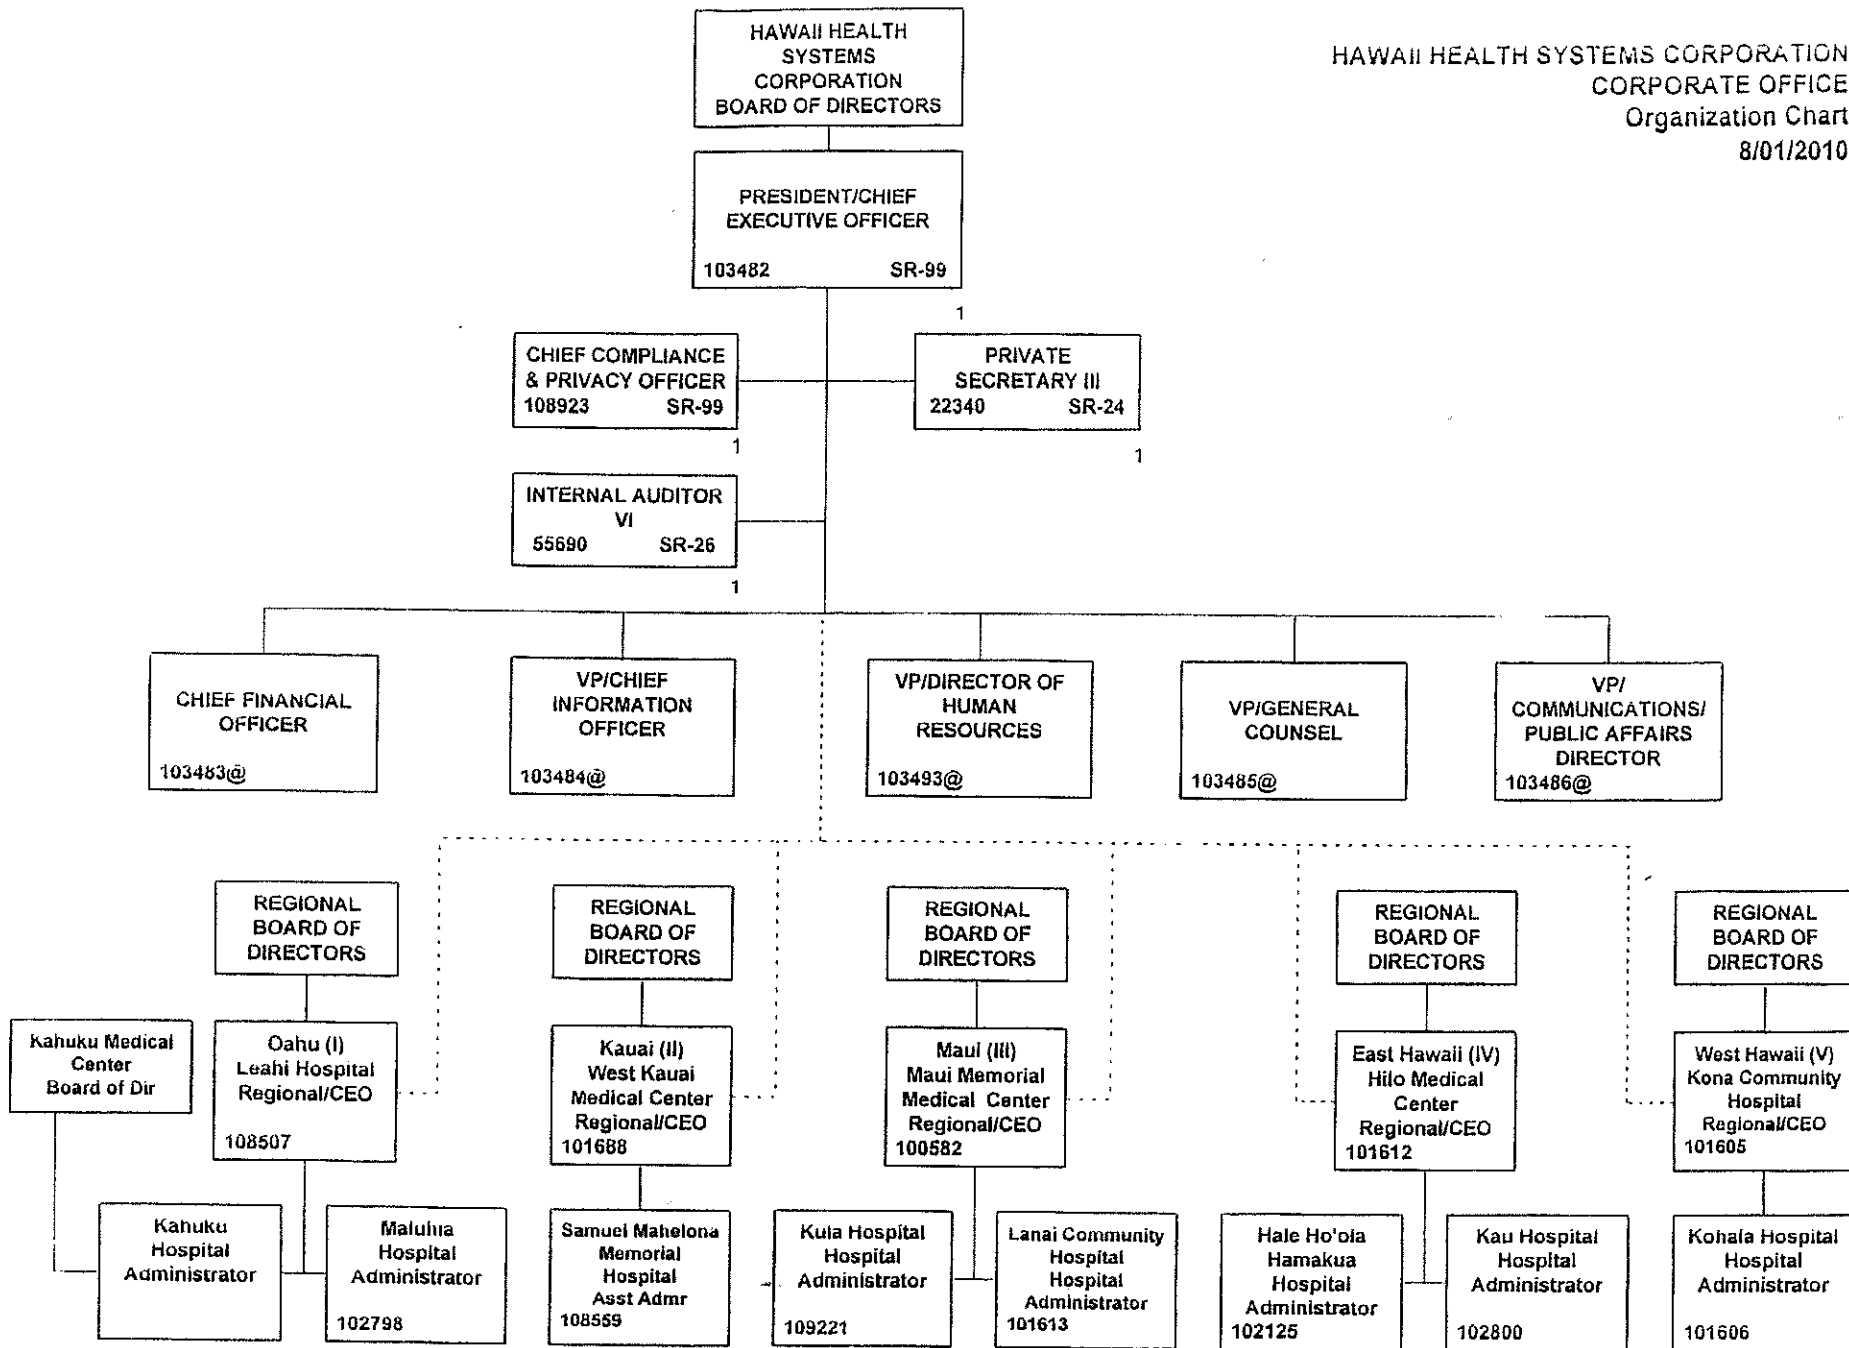 HAWAII HEALTH SYSTEMS CORPORATION
CORPORATE OFFICE
Organization Chart
8/01/2010
HAWAII HEALTH
SYSTEMS
CORPORATION
BOARD OF DIRECTORS
PRESIDENT/CHIEF
EXECUTIVE OFFICER
103482 SR-99
1
CHIEF COMPLIANCE
& PRIVACY OFFICER
108923 SR-99
1
PRIVATE
SECRETARY III
22340 SR-24
1
INTERNAL AUDITOR
VI
55690 SR-26
1
CHIEF FINANCIAL
OFFICER
103483@
VP/CHIEF
INFORMATION
OFFICER
103484@
VP/DIRECTOR OF
HUMAN
RESOURCES
103493@
VP/GENERAL
COUNSEL
103485@
VP/
COMMUNICATIONS/
PUBLIC AFFAIRS
DIRECTOR
103486@
REGIONAL
BOARD OF
DIRECTORS
REGIONAL
BOARD OF
DIRECTORS
REGIONAL
BOARD OF
DIRECTORS
REGIONAL
BOARD OF
DIRECTORS
REGIONAL
BOARD OF
DIRECTORS
Kahuku Medical
Center
Board of Dir
Oahu (I)
Leahi Hospital
Regional/CEO
108507
Kauai (II)
West Kauai
Medical Center
Regional/CEO
101688
Maui (III)
Maui Memorial
Medical Center
Regional/CEO
100582
East Hawaii (IV)
Hilo Medical
Center
Regional/CEO
101612
West Hawaii (V)
Kona Community
Hospital
Regional/CEO
101605
Kahuku
Hospital
Administrator
Maluhia
Hospital
Administrator
102798
Samuel Mahelona
Memorial
Hospital
Asst Admr
108559
Kula Hospital
Hospital
Administrator
109221
Lanai Community
Hospital
Hospital
Administrator
101613
Hale Ho'ola
Hamakua
Hospital
Administrator
102125
Kau Hospital
Hospital
Administrator
102800
Kohala Hospital
Hospital
Administrator
101606